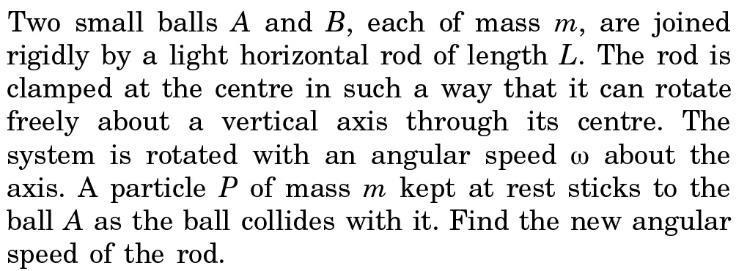 Two small balls A and B, each of mass m, are joined
rigidly by a light horizontal rod of length L. The rod is
clamped at the centre in such a way that it can rotate
freely about a vertical axis through its centre. The
system is rotated with an angular speed ω about the
axis. A particle P of mass m kept at rest sticks to the
ball A as the ball collides with it. Find the new angular
speed of the rod.